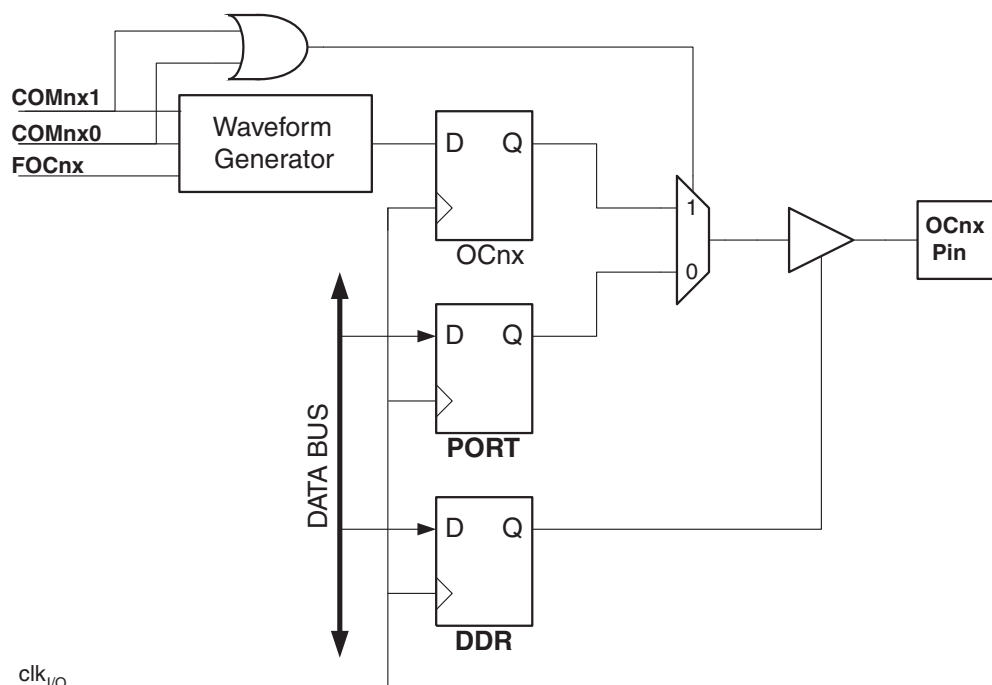 COMnx1
COMnx0
FOCnx
Waveform
Generator
D Q
OCnx
1
0
OCnx
Pin
D Q
PORT
DATA BUS
D Q
DDR
clkI/O